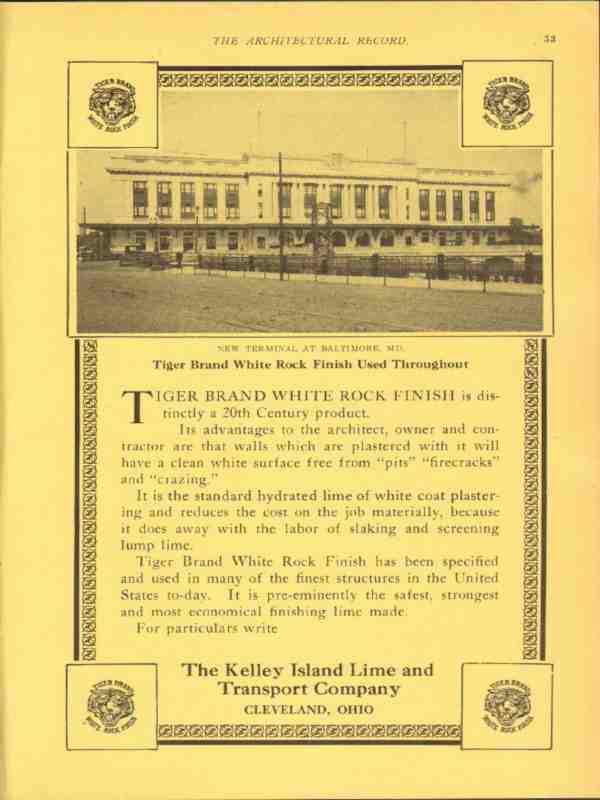 THE ARCHITECTURAL RECORD.
53
TIGER BRAND
WHITE ROCK FINISH
TIGER BRAND
WHITE ROCK FINISH
NEW TERMINAL AT BALTIMORE, MD.
Tiger Brand White Rock Finish Used Throughout
TIGER BRAND WHITE ROCK FINISH is dis-
tinctly a 20th Century product.
Its advantages to the architect, owner and con-
tractor are that walls which are plastered with it will
have a clean white surface free from “pits” “firecracks”
and “crazing.”
It is the standard hydrated lime of white coat plaster-
ing and reduces the cost on the job materially, because
it does away with the labor of slaking and screening
lump lime.
Tiger Brand White Rock Finish has been specified
and used in many of the finest structures in the United
States to-day. It is pre-eminently the safest, strongest
and most economical finishing lime made.
For particulars write
The Kelley Island Lime and
Transport Company
CLEVELAND, OHIO
TIGER BRAND
WHITE ROCK FINISH
TIGER BRAND
WHITE ROCK FINISH